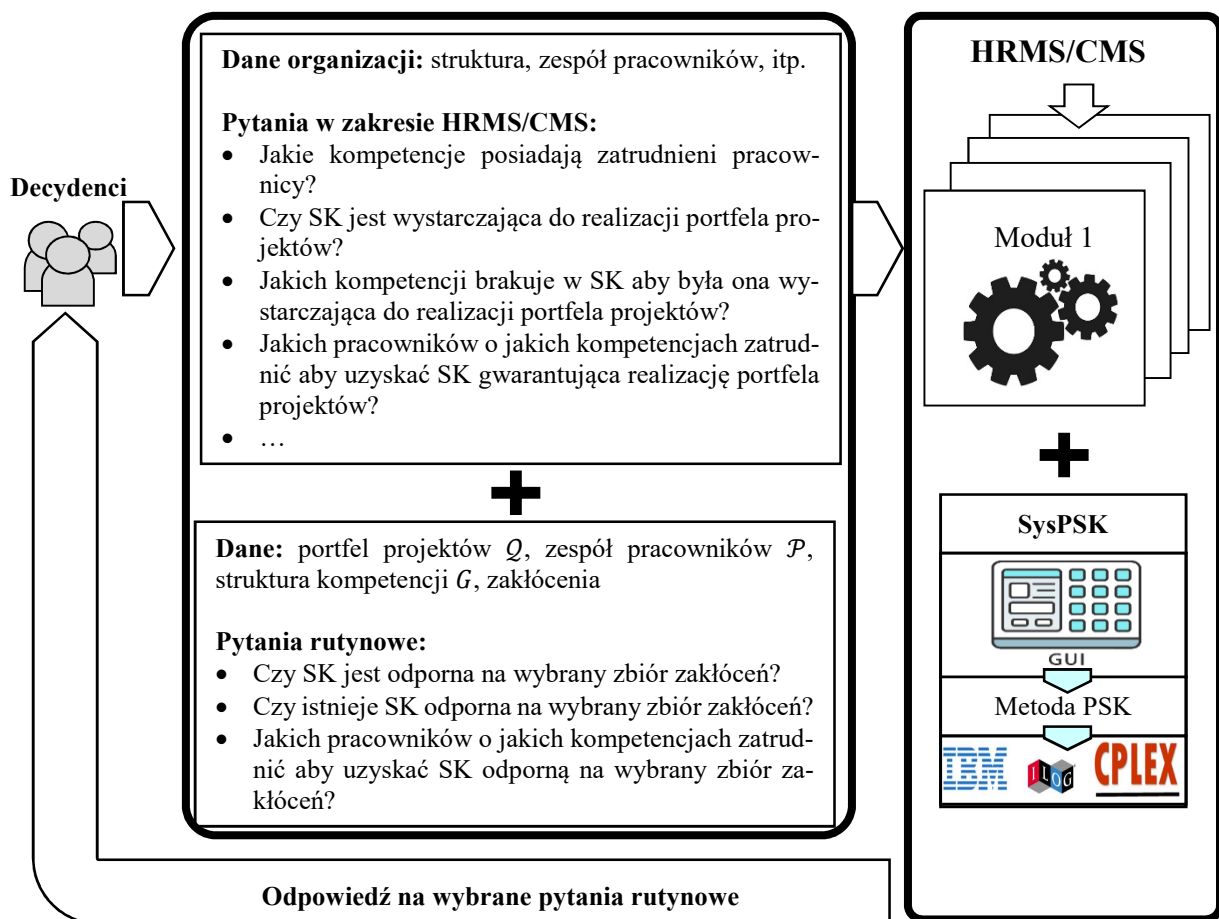 Decydenci
Dane organizacji: struktura, zespół pracowników, itp.
Pytania w zakresie HRMS/CMS:
• Jakie kompetencje posiadają zatrudnieni pracow-
nicy?
• Czy SK jest wystarczająca do realizacji portfela pro-
jektów?
• Jakich kompetencji brakuje w SK aby była ona wy-
starczająca do realizacji portfela projektów?
• Jakich pracowników o jakich kompetencjach zatrud-
nić aby uzyskać SK gwarantująca realizację portfela
projektów?
• …
+
Dane: portfel projektów 𝒬, zespół pracowników 𝒫,
struktura kompetencji 𝐺, zakłócenia
Pytania rutynowe:
• Czy SK jest odporna na wybrany zbiór zakłóceń?
• Czy istnieje SK odporna na wybrany zbiór zakłóceń?
• Jakich pracowników o jakich kompetencjach zatrud-
nić aby uzyskać SK odporną na wybrany zbiór za-
kłóceń?
HRMS/CMS
Moduł 1
+
SysPSK
GUI
Metoda PSK
IBM ILOG CPLEX
Odpowiedź na wybrane pytania rutynowe